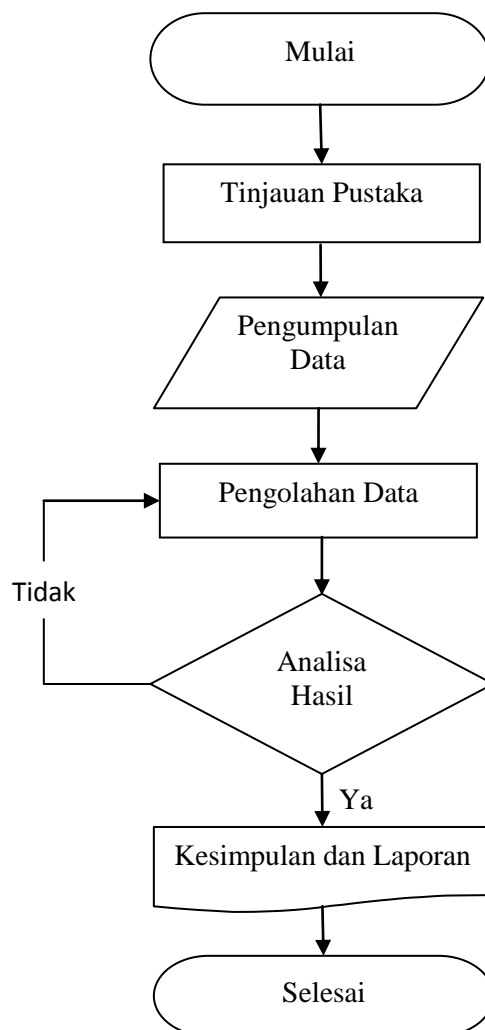 Mulai
Tinjauan Pustaka
Pengumpulan
Data
Pengolahan Data
Tidak
Analisa
Hasil
Ya
Kesimpulan dan Laporan
Selesai